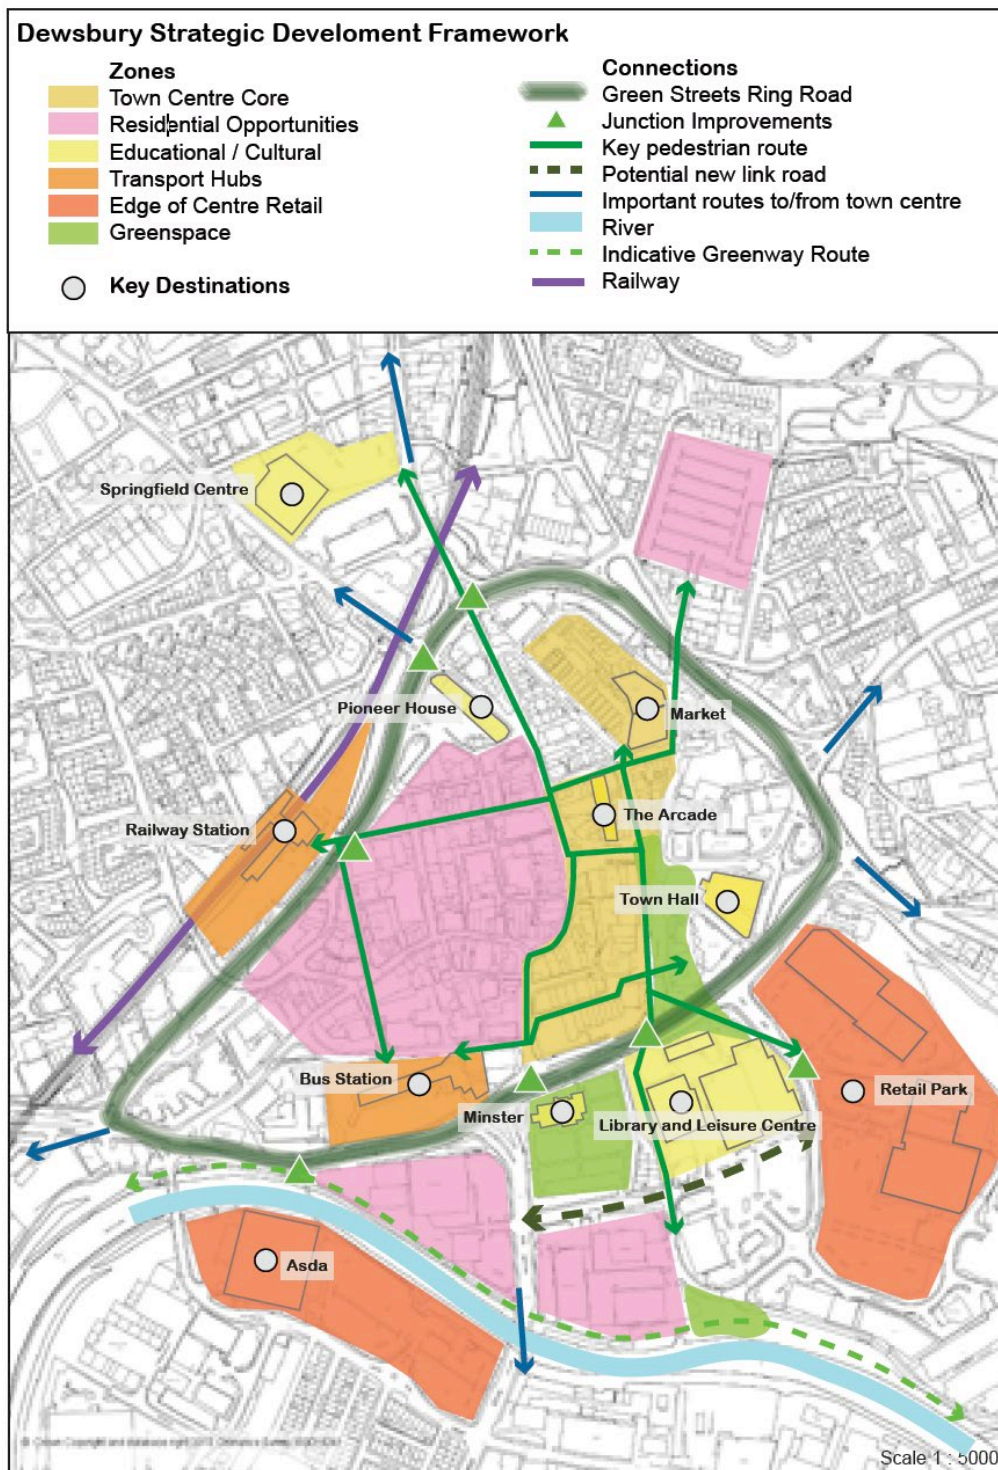 Dewsbury Strategic Develoment Framework
Zones
Town Centre Core
Residential Opportunities
Educational / Cultural
Transport Hubs
Edge of Centre Retail
Greenspace
Key Destinations
Connections
Green Streets Ring Road
Junction Improvements
Key pedestrian route
Potential new link road
Important routes to/from town centre
River
Indicative Greenway Route
Railway
Springfield Centre
Pioneer House
Market
Railway Station
The Arcade
Town Hall
Bus Station
Minster
Library and Leisure Centre
Retail Park
Asda
Scale 1 : 5000